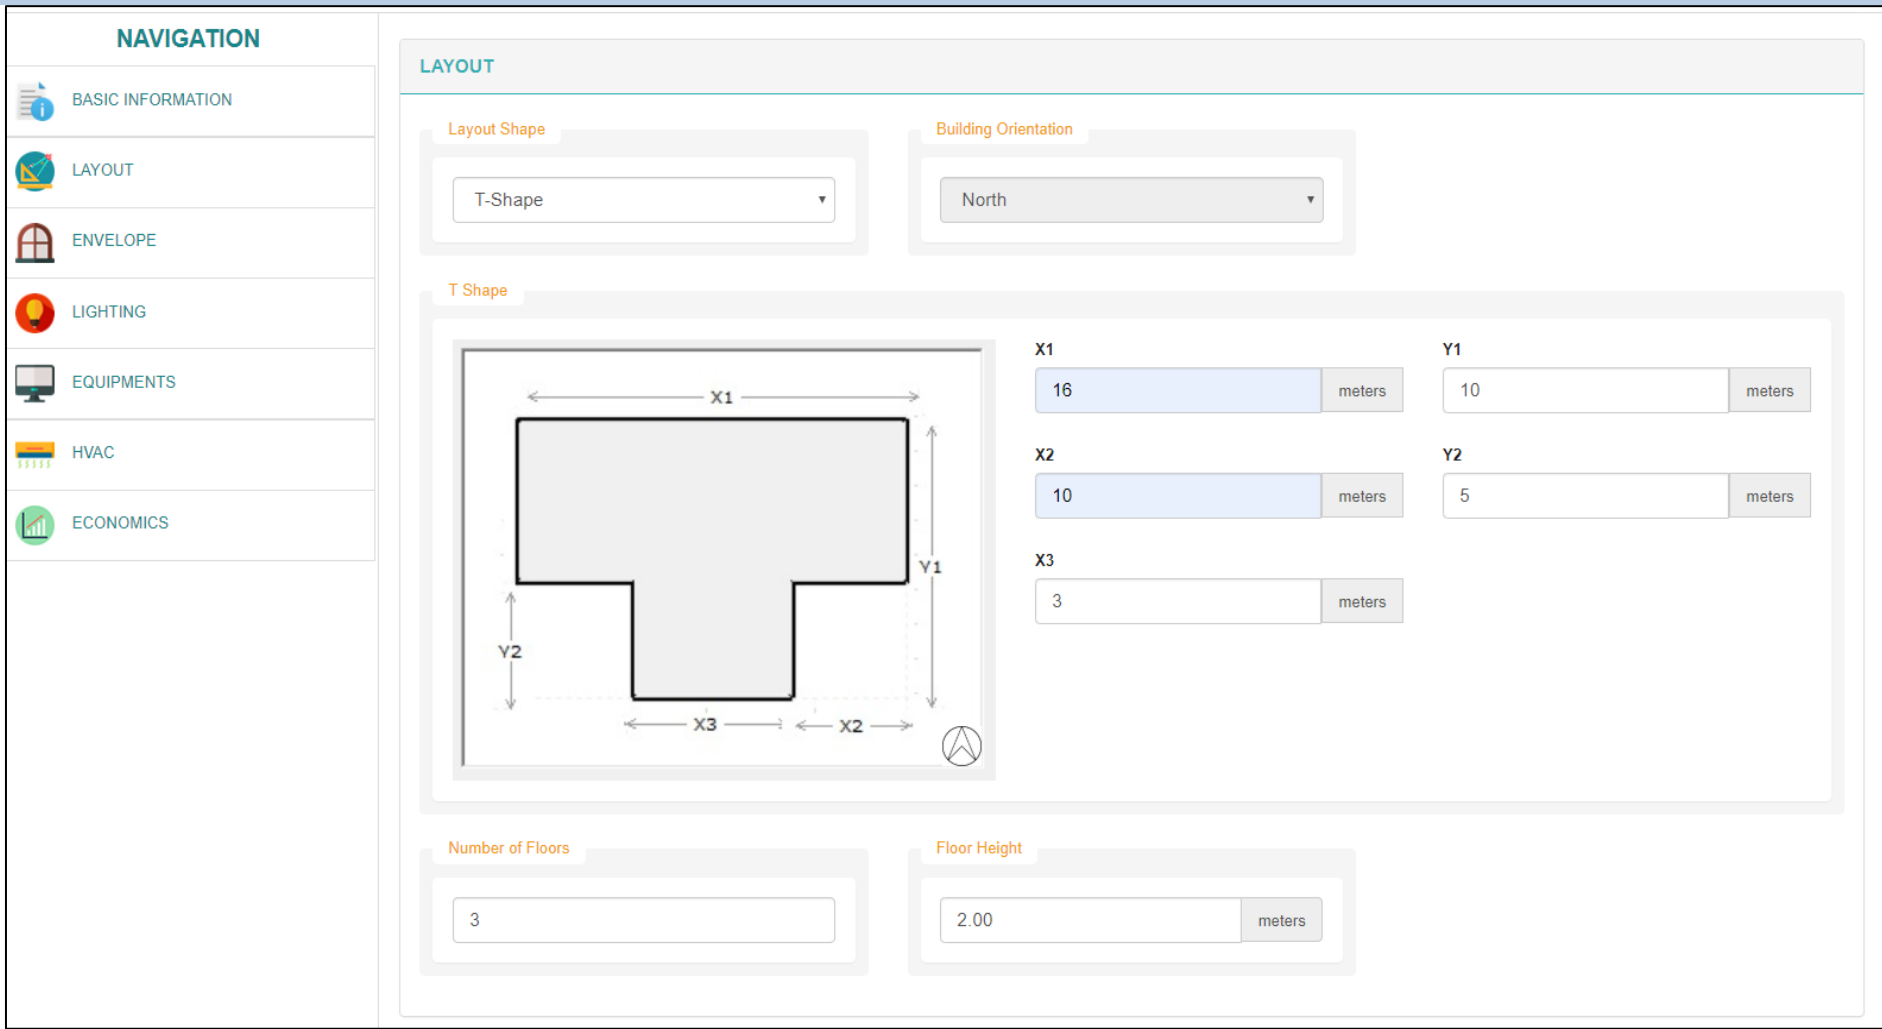 NAVIGATION
BASIC INFORMATION
LAYOUT
ENVELOPE
LIGHTING
EQUIPMENTS
HVAC
ECONOMICS
LAYOUT
Layout Shape
T-Shape
Building Orientation
North
T Shape
X1
Y1
Y2
X3
X2
X1
16 meters
Y1
10 meters
X2
10 meters
Y2
5 meters
X3
3 meters
Number of Floors
3
Floor Height
2.00 meters